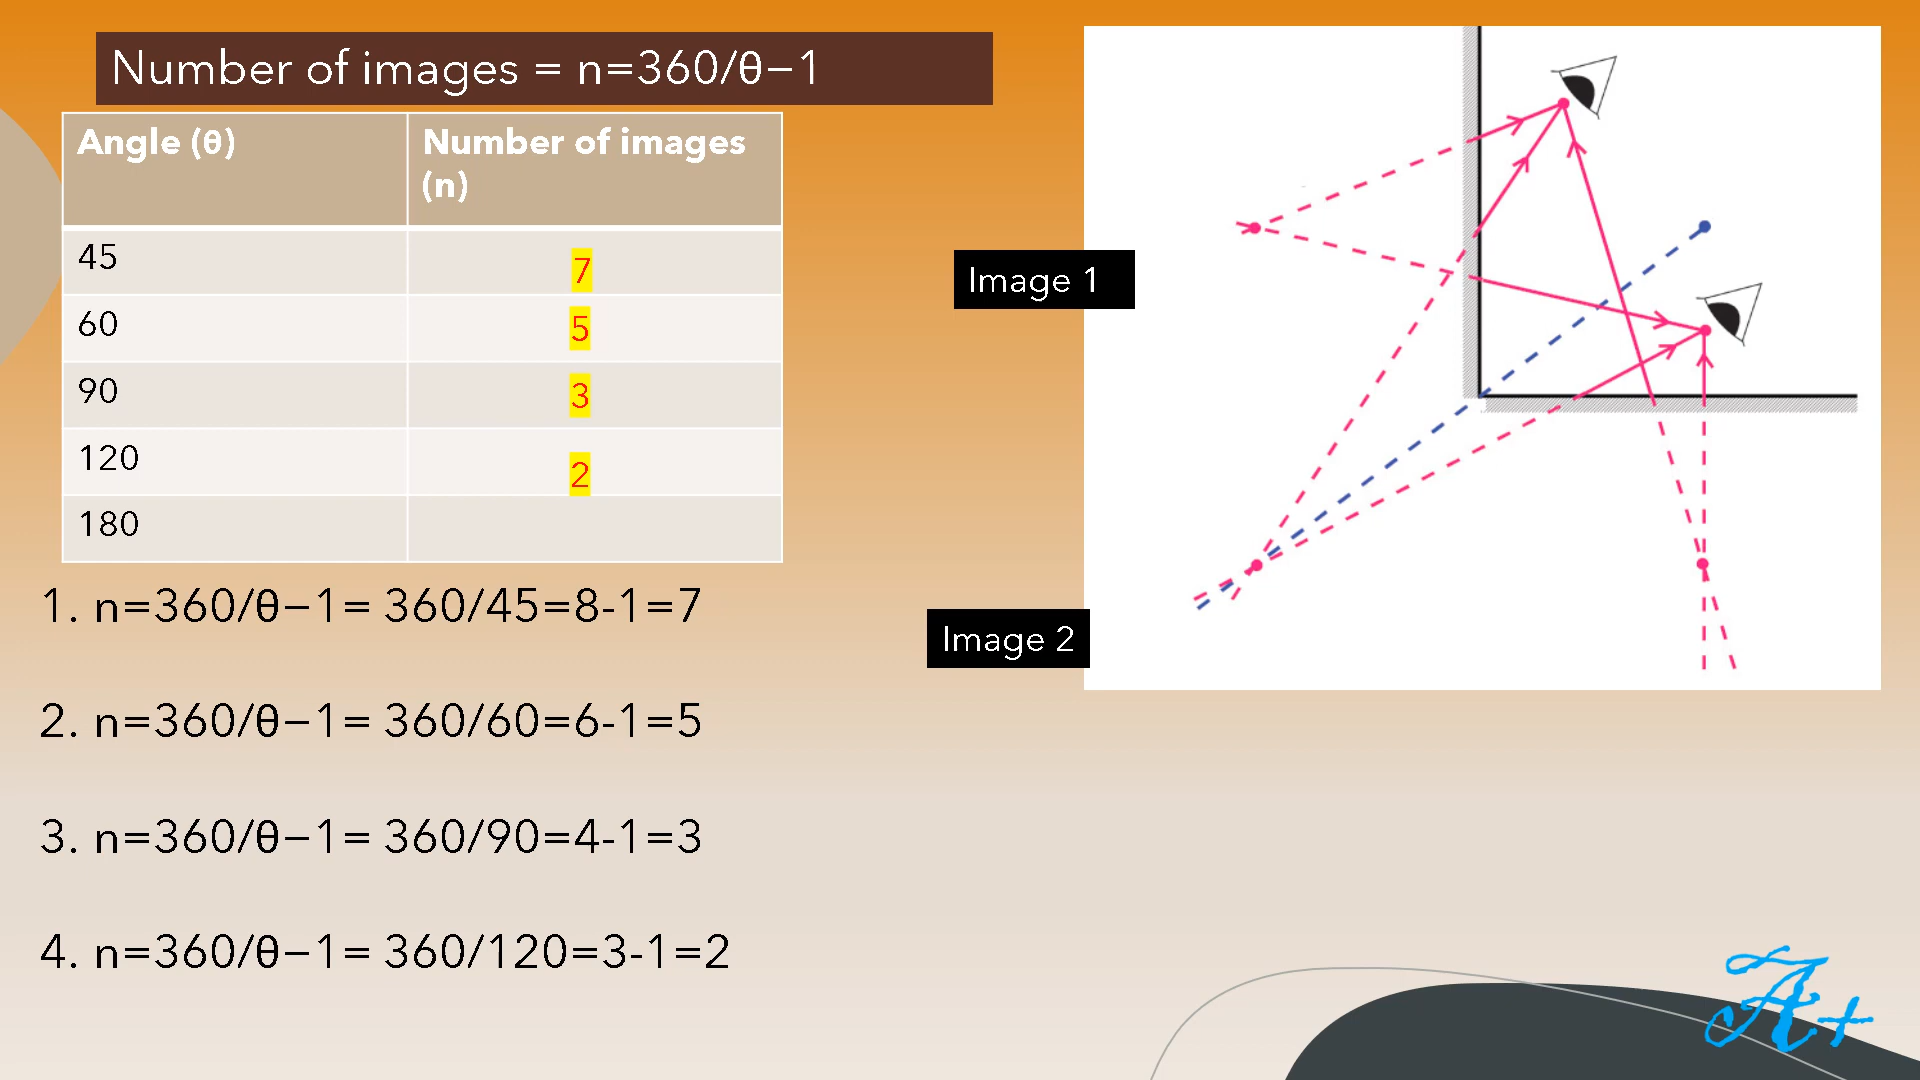 Number of images = n=360/θ−1
Angle (θ)
Number of images
(n)
45
7
60
5
90
3
120
2
180
1. n=360/θ−1= 360/45=8-1=7
2. n=360/θ−1= 360/60=6-1=5
3. n=360/θ−1= 360/90=4-1=3
4. n=360/θ−1= 360/120=3-1=2
Image 1
Image 2
A+